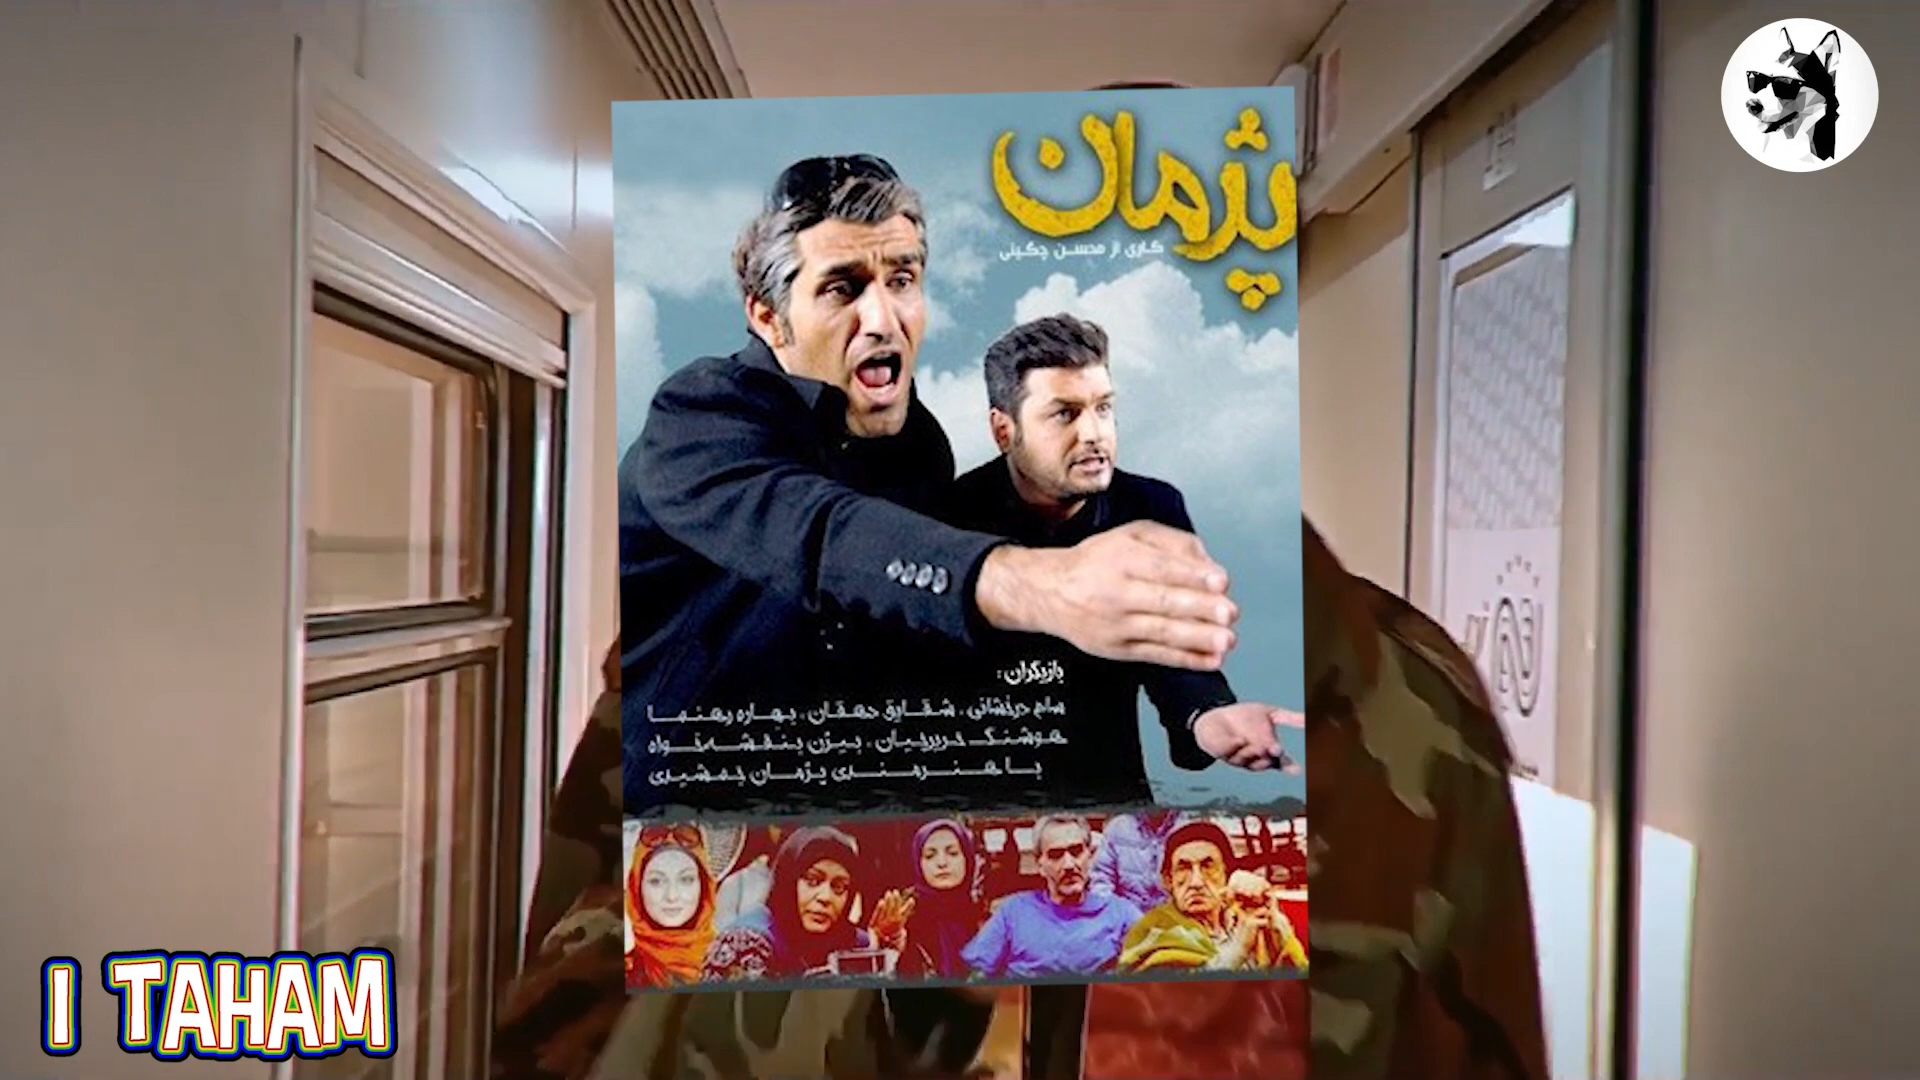 پژمان
کاری از محسن چگینی
بازیگران:
سام درخشانی . شقایق دهقان . بهاره رهنما
هوشنگ حریرچیان . بیژن بنفشه‌خواه
با هنرمندی پژمان جمشیدی
I TAHAM